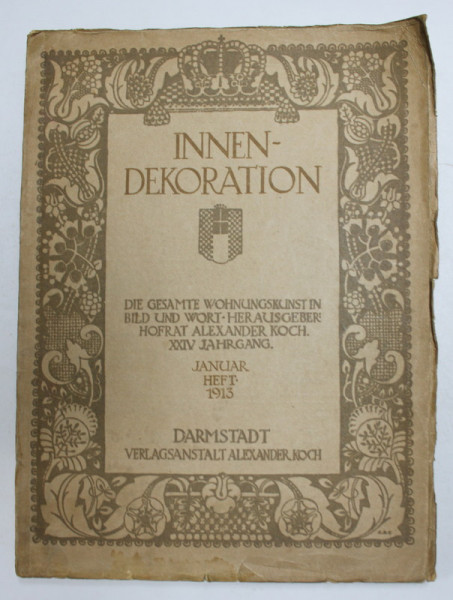 INNEN-
DEKORATION
DIE GESAMTE WOHNUNGSKUNST IN
BILD UND WORT · HERAUSGEBER:
HOFRAT ALEXANDER KOCH.
XXIV JAHRGANG.
JANUAR
HEFT·
1913
DARMSTADT
VERLAGSANSTALT ALEXANDER KOCH